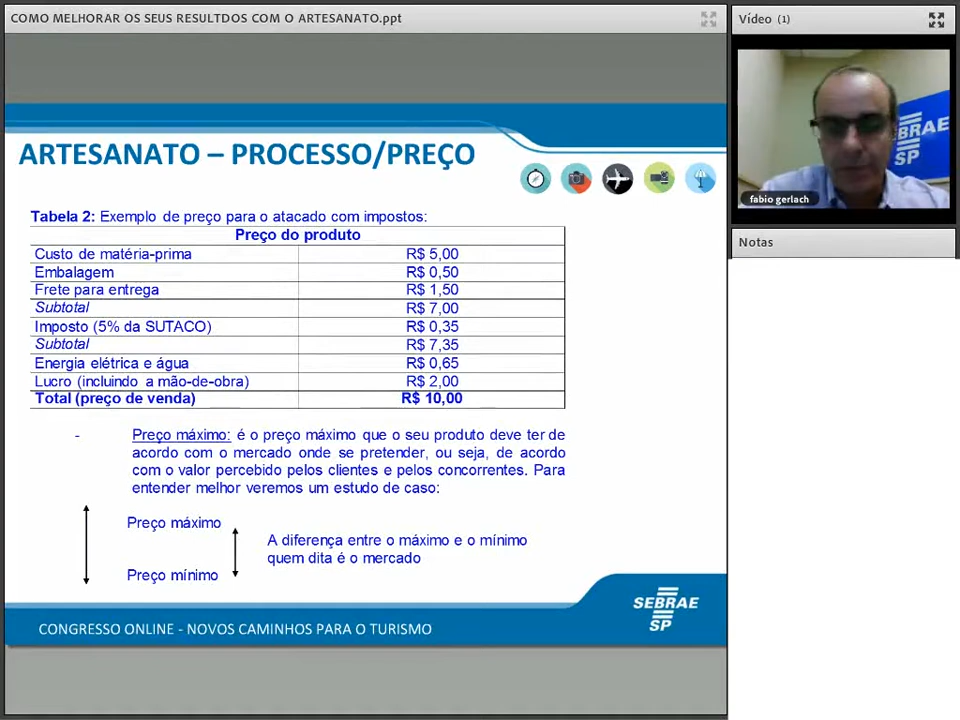 COMO MELHORAR OS SEUS RESULTDOS COM O ARTESANATO.ppt
Vídeo (1)
ARTESANATO – PROCESSO/PREÇO
SEBRAE
SP
fabio gerlach
Notas
Tabela 2: Exemplo de preço para o atacado com impostos:
Preço do produto
Custo de matéria-prima R$ 5,00
Embalagem R$ 0,50
Frete para entrega R$ 1,50
Subtotal R$ 7,00
Imposto (5% da SUTACO) R$ 0,35
Subtotal R$ 7,35
Energia elétrica e água R$ 0,65
Lucro (incluindo a mão-de-obra) R$ 2,00
Total (preço de venda) R$ 10,00
- Preço máximo: é o preço máximo que o seu produto deve ter de
acordo com o mercado onde se pretender, ou seja, de acordo
com o valor percebido pelos clientes e pelos concorrentes. Para
entender melhor veremos um estudo de caso:
Preço máximo
A diferença entre o máximo e o mínimo
quem dita é o mercado
Preço mínimo
SEBRAE
SP
CONGRESSO ONLINE - NOVOS CAMINHOS PARA O TURISMO